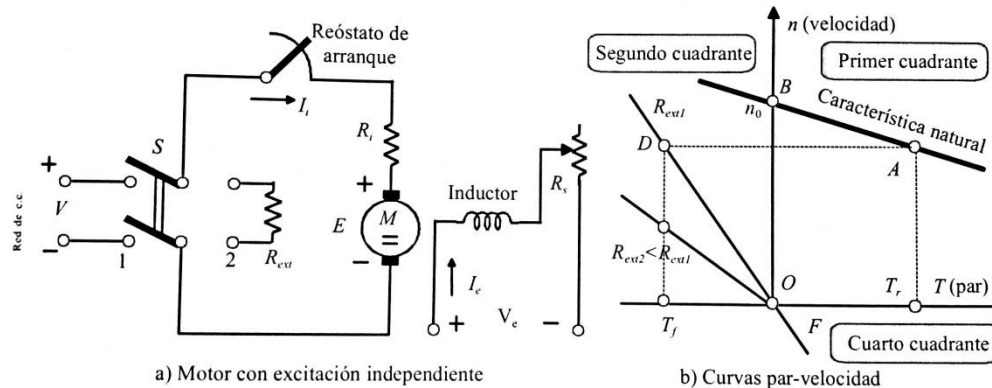 Reóstato de
arranque
I_i
S
R_i
+
V
Red de c.c.
+
−
1
2
R_ext
E
M
=
−
Inductor
R_s
I_e
+
V_e
−
a) Motor con excitación independiente
n (velocidad)
Segundo cuadrante
Primer cuadrante
R_ext1
B
n_0
Característica natural
D
A
R_ext2<R_ext1
O
T_r
T (par)
T_f
F
Cuarto cuadrante
b) Curvas par-velocidad